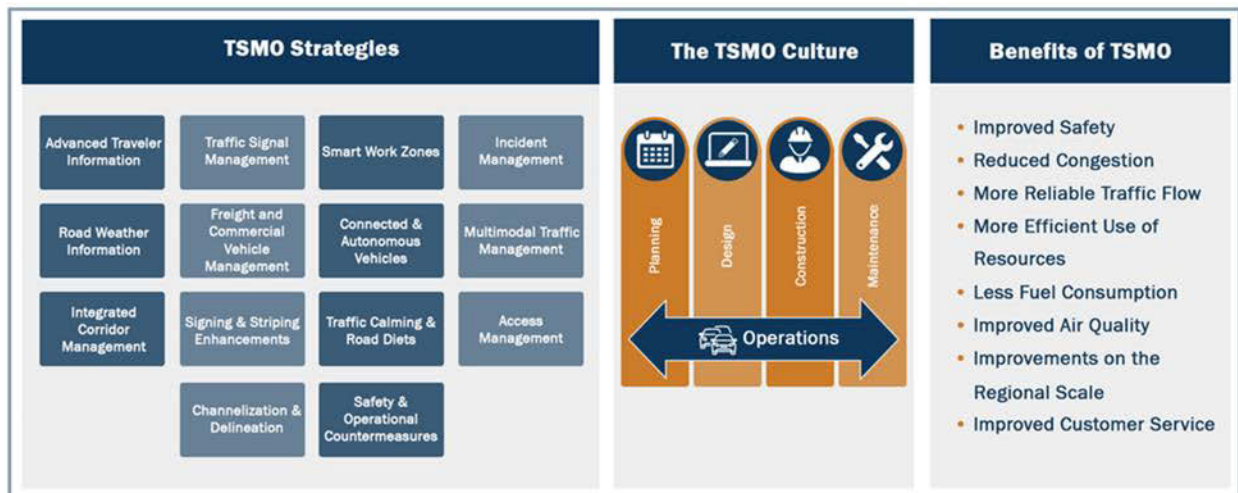 TSMO Strategies
Advanced Traveler
Information
Traffic Signal
Management
Smart Work Zones
Incident
Management
Road Weather
Information
Freight and
Commercial
Vehicle
Management
Connected &
Autonomous
Vehicles
Multimodal Traffic
Management
Integrated
Corridor
Management
Signing & Striping
Enhancements
Traffic Calming &
Road Diets
Access
Management
Channelization &
Delineation
Safety &
Operational
Countermeasures
The TSMO Culture
Planning
Design
Construction
Maintenance
Operations
Benefits of TSMO
• Improved Safety
• Reduced Congestion
• More Reliable Traffic Flow
• More Efficient Use of
Resources
• Less Fuel Consumption
• Improved Air Quality
• Improvements on the
Regional Scale
• Improved Customer Service